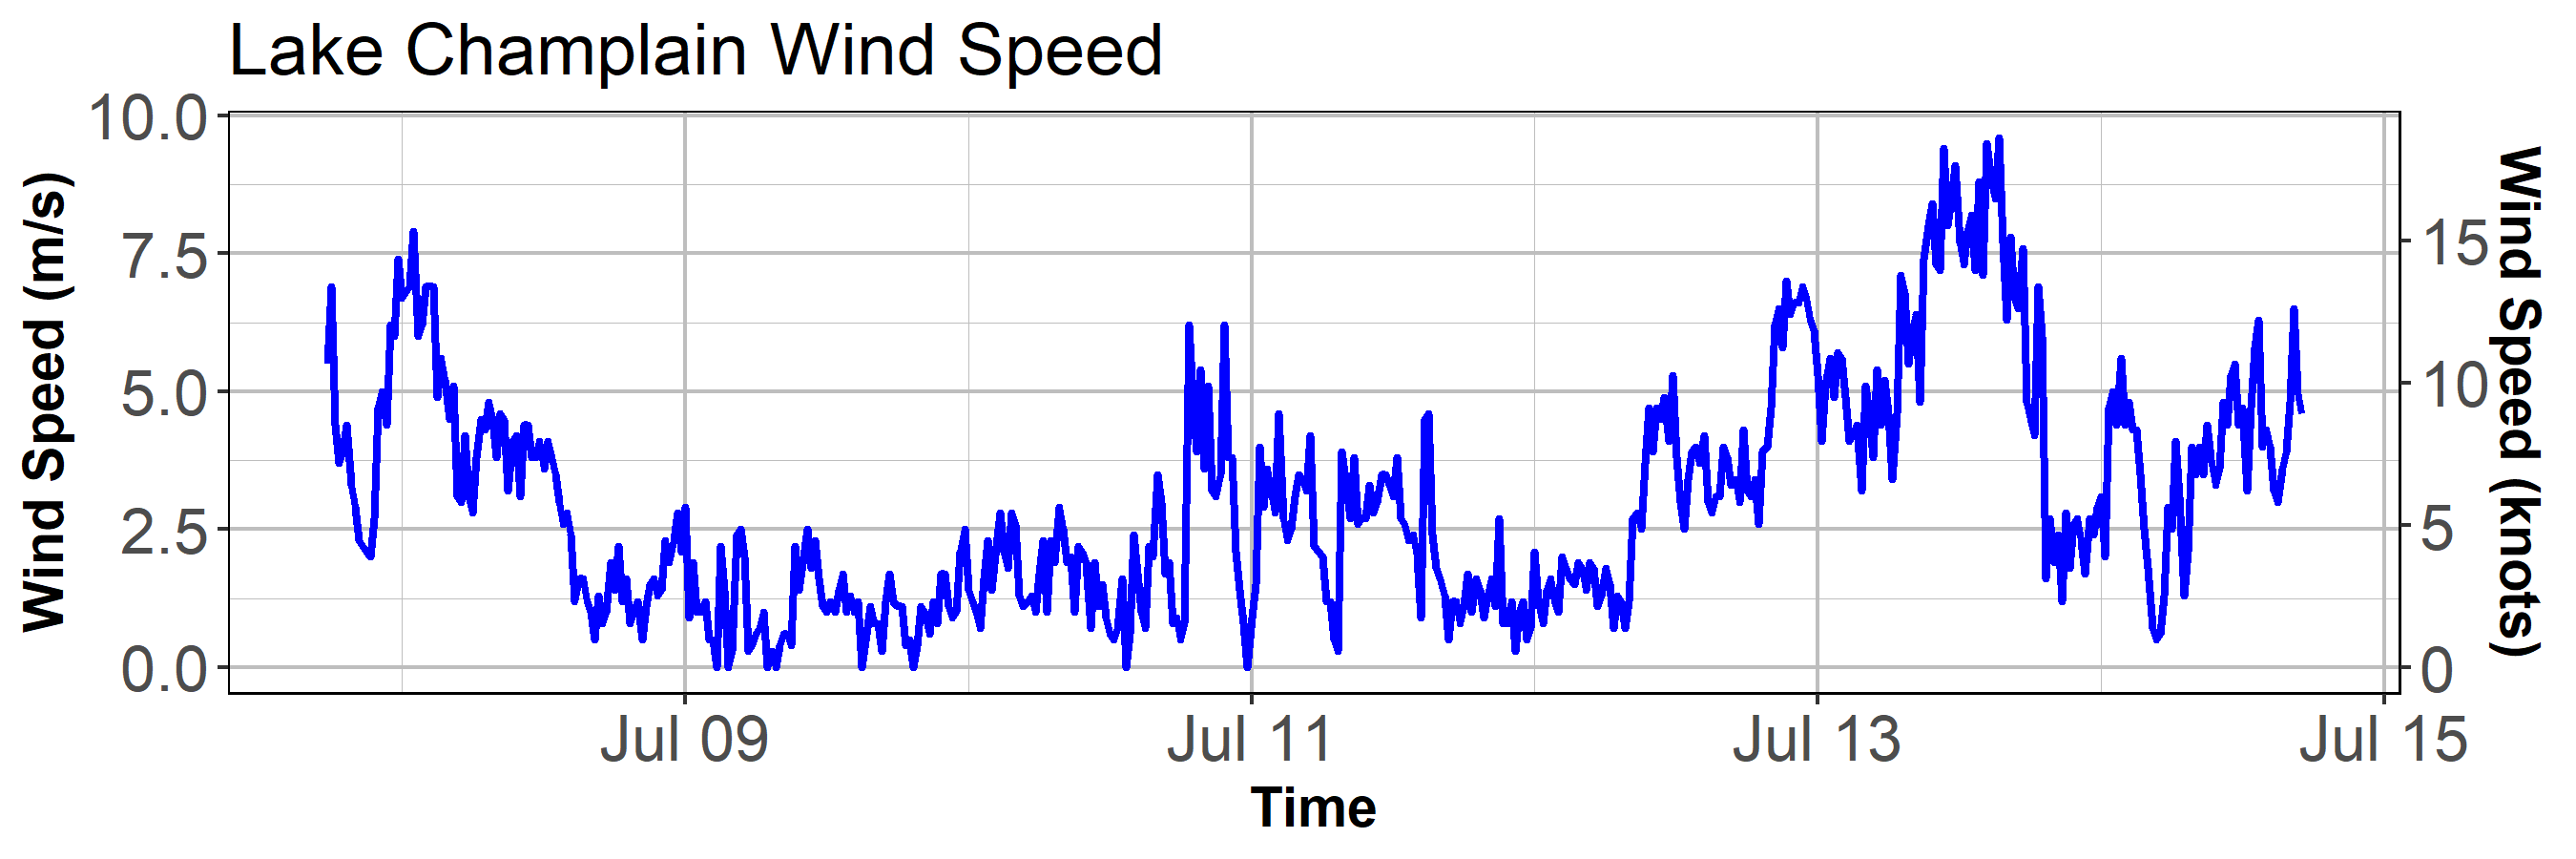 Lake Champlain Wind Speed
10.0
7.5
5.0
2.5
0.0
Wind Speed (m/s)
15
10
5
0
Wind Speed (knots)
Jul 09 Jul 11 Jul 13 Jul 15
Time